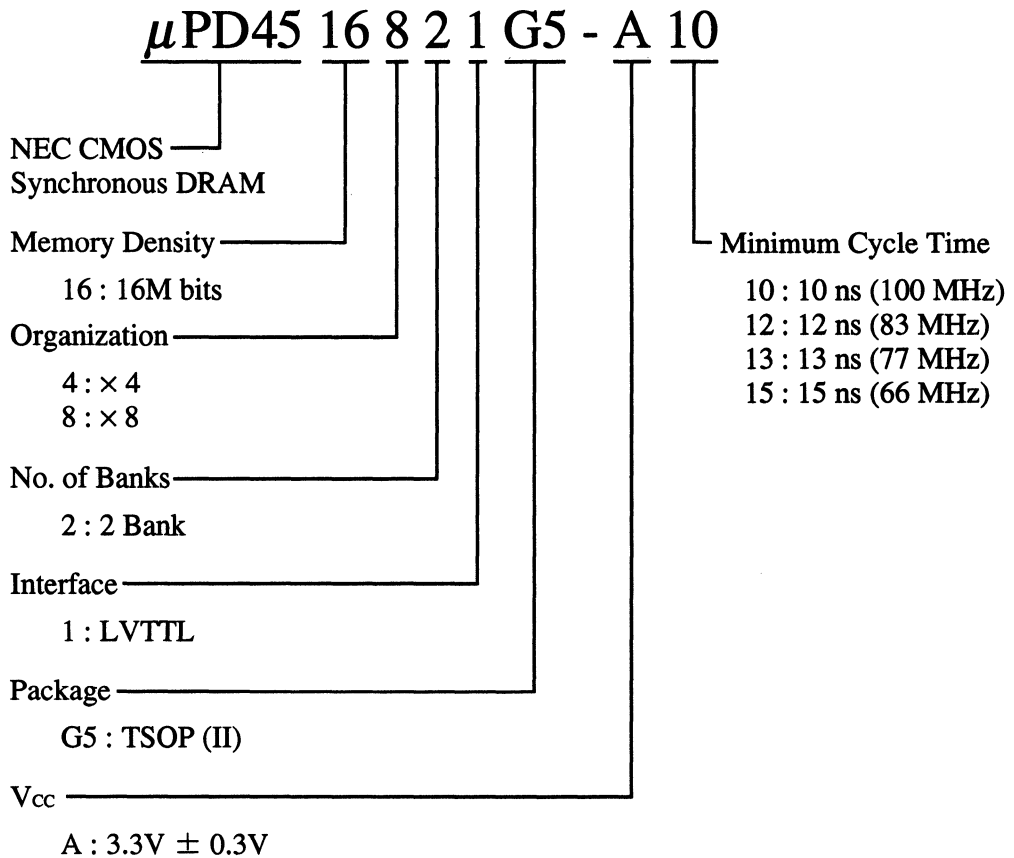 μPD45 16 8 2 1 G5 - A 10
NEC CMOS
Synchronous DRAM
Memory Density
16 : 16M bits
Organization
4 : × 4
8 : × 8
No. of Banks
2 : 2 Bank
Interface
1 : LVTTL
Package
G5 : TSOP (II)
Vcc
A : 3.3V ± 0.3V
Minimum Cycle Time
10 : 10 ns (100 MHz)
12 : 12 ns (83 MHz)
13 : 13 ns (77 MHz)
15 : 15 ns (66 MHz)